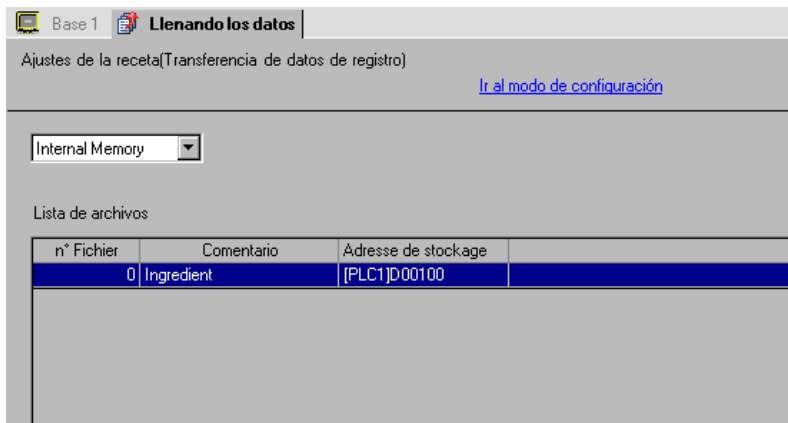 Base 1 Llenando los datos
Ajustes de la receta(Transferencia de datos de registro)
Ir al modo de configuración
Internal Memory
Lista de archivos
n° Fichier Comentario Adresse de stockage
0 Ingredient [PLC1]D00100